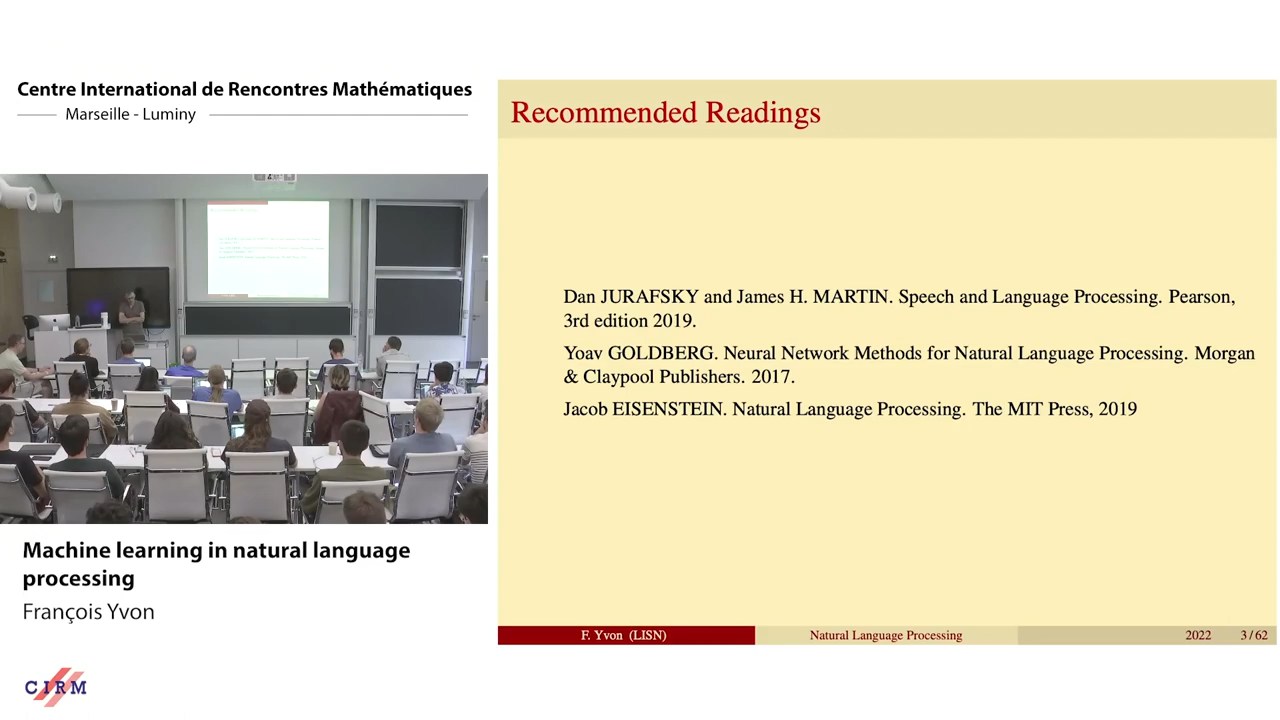 Centre International de Rencontres Mathématiques
Marseille - Luminy
Recommended Readings
Dan JURAFSKY and James H. MARTIN. Speech and Language Processing. Pearson,
3rd edition 2019.
Yoav GOLDBERG. Neural Network Methods for Natural Language Processing. Morgan
& Claypool Publishers. 2017.
Jacob EISENSTEIN. Natural Language Processing. The MIT Press, 2019
Machine learning in natural language
processing
François Yvon
F. Yvon (LISN) Natural Language Processing 2022 3 / 62
CIRM